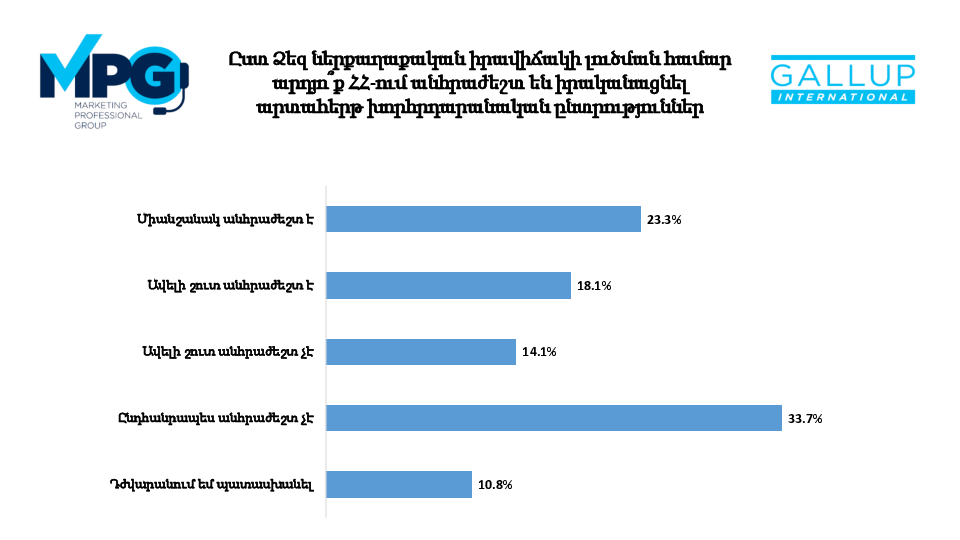 MPG
MARKETING
PROFESSIONAL
GROUP
Ըստ Ձեզ ներքաղաքական իրավիճակի լուծման համար
արդյո՞ք ՀՀ-ում անհրաժեշտ են իրականացնել
արտահերթ խորհրդարանական ընտրություններ
GALLUP
INTERNATIONAL
Միանշանակ անհրաժեշտ է
23.3%
Ավելի շուտ անհրաժեշտ է
18.1%
Ավելի շուտ անհրաժեշտ չէ
14.1%
Ընդհանրապես անհրաժեշտ չէ
33.7%
Դժվարանում եմ պատասխանել
10.8%